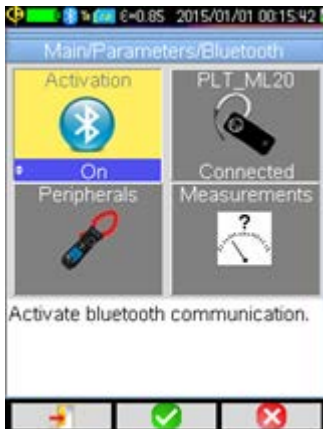 ε=0.85 2015/01/01 00:15:42
Main/Parameters/Bluetooth
Activation
PLT_ML20
On
Connected
Peripherals
Measurements
?
Activate bluetooth communication.